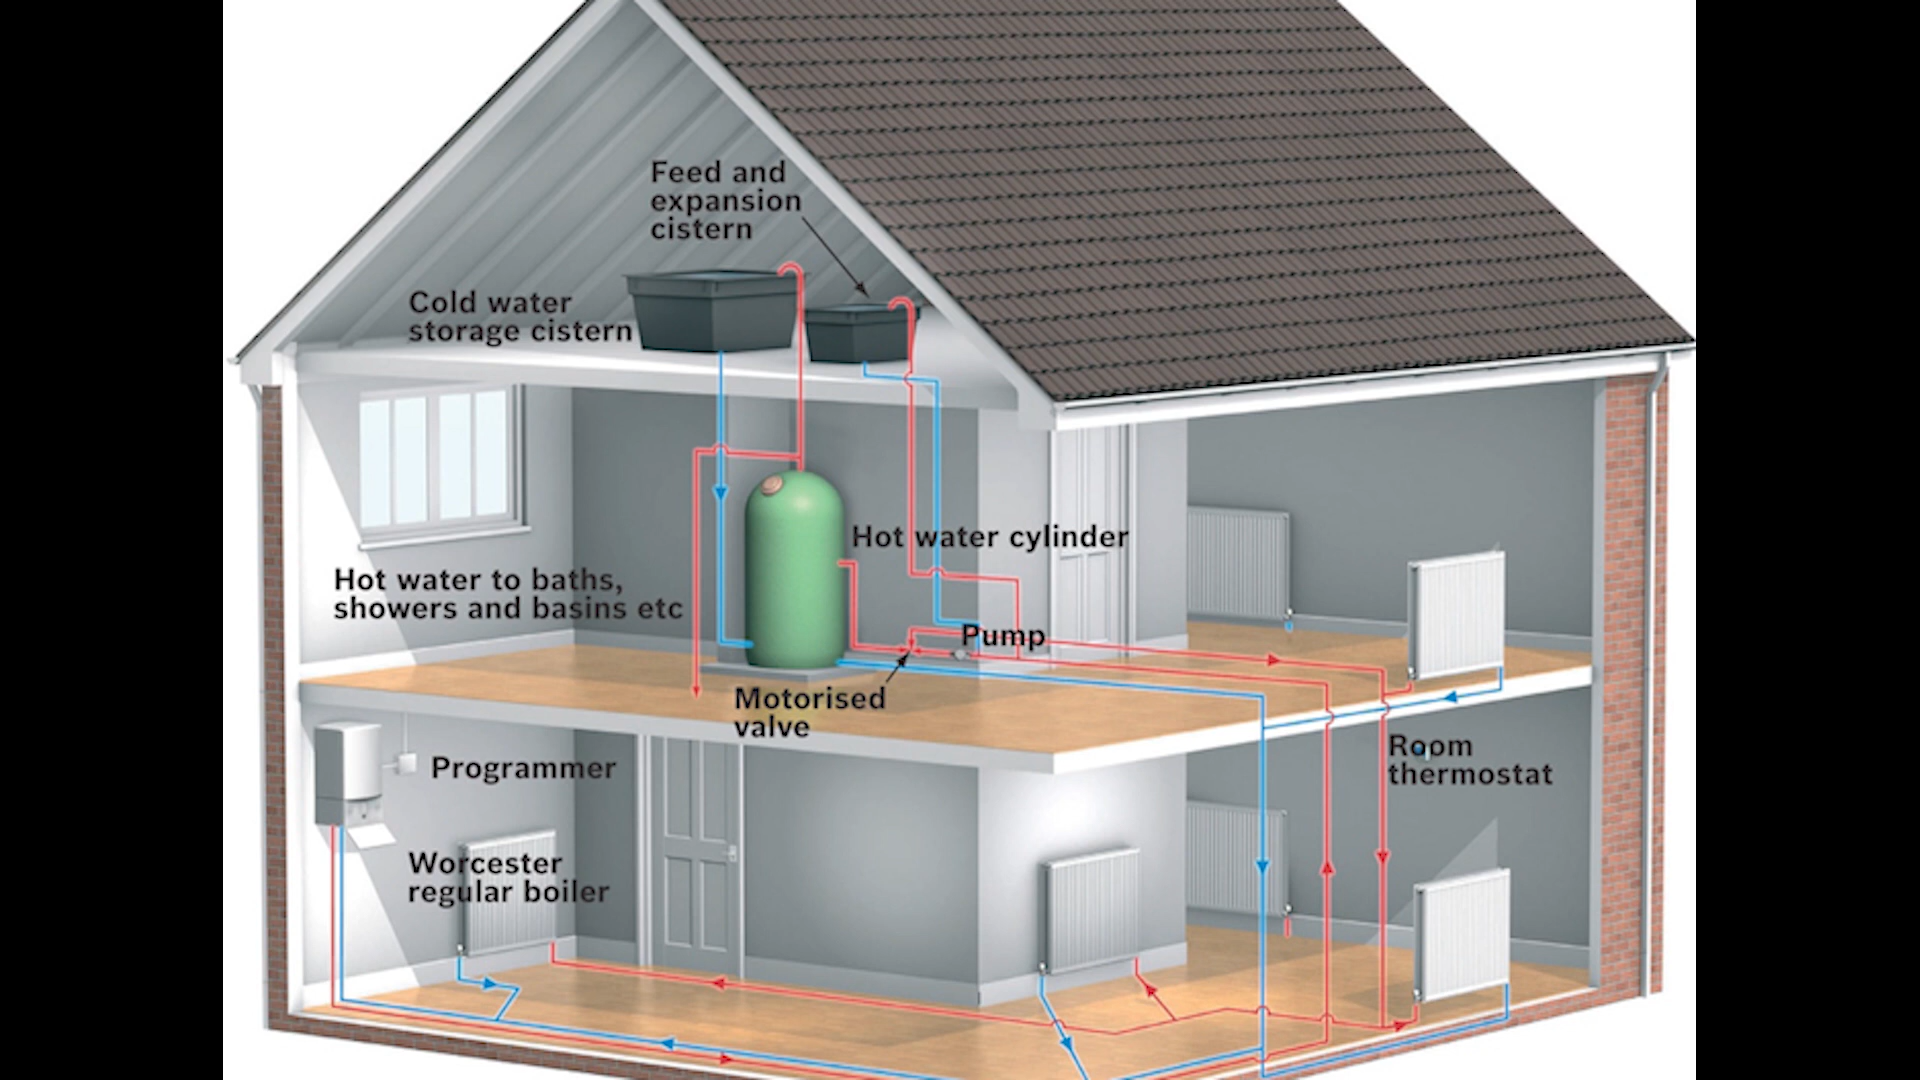 Feed and
expansion
cistern
Cold water
storage cistern
Hot water cylinder
Hot water to baths,
showers and basins etc
Pump
Motorised
valve
Room
thermostat
Programmer
Worcester
regular boiler